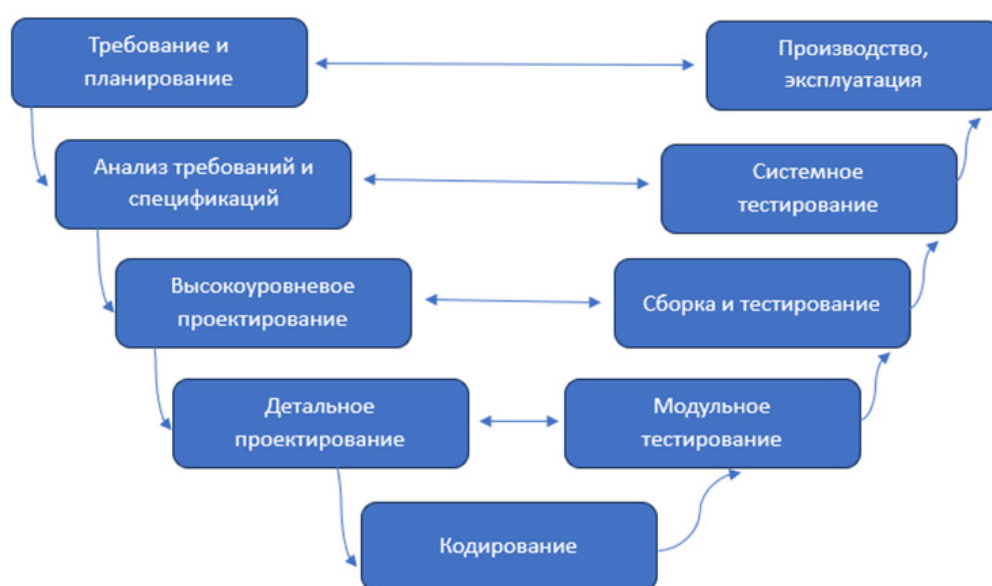 Требование и
планирование
Производство,
эксплуатация
Анализ требований и
спецификаций
Системное
тестирование
Высокоуровневое
проектирование
Сборка и тестирование
Детальное
проектирование
Модульное
тестирование
Кодирование